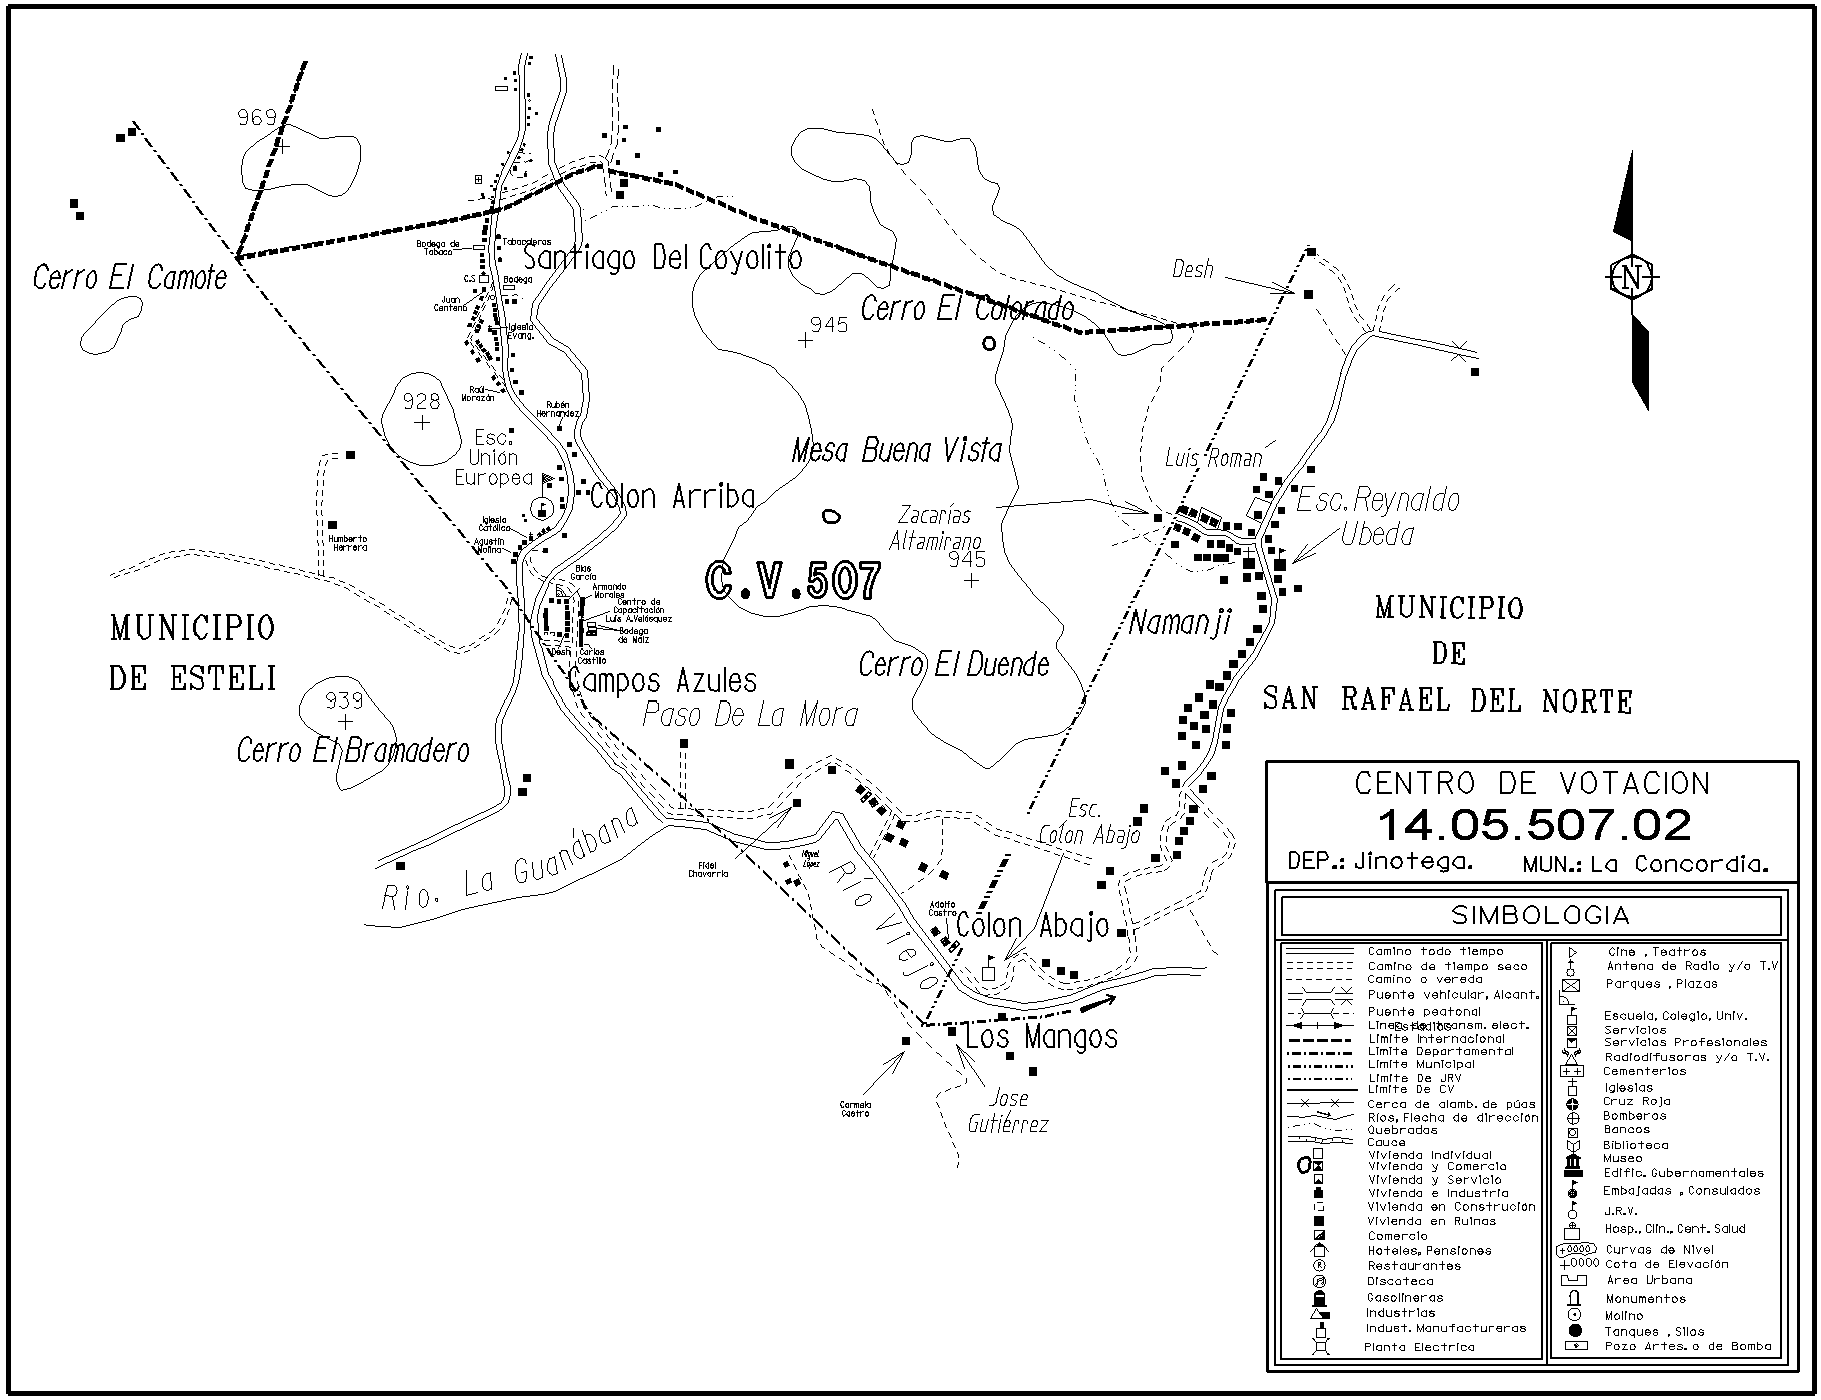 969
Cerro El Camote
Bodega de
Tabaco
Tabacaleras
Santiago Del Coyolito
C.S
Bodega
Juan
Centeno
Iglesia
Evang.
945
Cerro El Colorado
Desh
N
Raúl
Morazán
928
Rubén
Hernandez
Esc.
Unión
Europea
Colon Arriba
Mesa Buena Vista
Luis Roman
Iglesia
Católica
Agustín
Molina
Humberto
Herrera
Zacarías
Altamirano
945
Esc. Reynaldo
Ubeda
C.V.507
Blas
García
Armando
Morales
Centro de
Capacitación
Luis A.Velásquez
Bodega
de Maíz
Desh
Carlos
Castillo
MUNICIPIO
DE ESTELI
Namanji
MUNICIPIO
DE
SAN RAFAEL DEL NORTE
Cerro El Duende
Campos Azules
Paso De La Mora
939
Cerro El Bramadero
Rio. La Guanábana
Fidel
Chavarría
Miguel
López
Río Viejo
Esc.
Colon Abajo
Adolfo
Castro
Colon Abajo
Los Mangos
Carmela
Castro
Jose
Gutiérrez
CENTRO DE VOTACION
14.05.507.02
DEP.: Jinotega. MUN.: La Concordia.
SIMBOLOGIA
Camino todo tiempo
Camino de tiempo seco
Camino o vereda
Puente vehicular, Alcant.
Puente peatonal
Linea de transm. elect.
Estadios
Limite Internacional
Limite Departamental
Limite Municipal
Limite De JRV
Limite De CV
Cerca de alamb. de púas
Ríos, Flecha de dirección
Quebradas
Cauce
Vivienda Individual
Vivienda y Comercio
Vivienda y Servicio
Vivienda e Industria
Vivienda en Construción
Vivienda en Ruinas
Comercio
Hoteles, Pensiones
R
Restaurantes
Discoteca
Gasolineras
Industrias
Indust. Manufactureras
Planta Electrica
Cine , Teatros
Antena de Radio y/o T.V
Parques , Plazas
Escuela, Colegio, Univ.
Servicios
Servicios Profesionales
Radiodifusoras y/o T.V.
Cementerios
Iglesias
Cruz Roja
Bomberos
Bancos
Biblioteca
Museo
Edific. Gubernamentales
Embajadas , Consulados
J.R.V.
Hosp., Clin., Cent. Salud
+0000 Curvas de Nivel
+0000 Cota de Elevación
Area Urbana
Monumentos
Molino
Tanques , Silos
Pozo Artes. o de Bomba